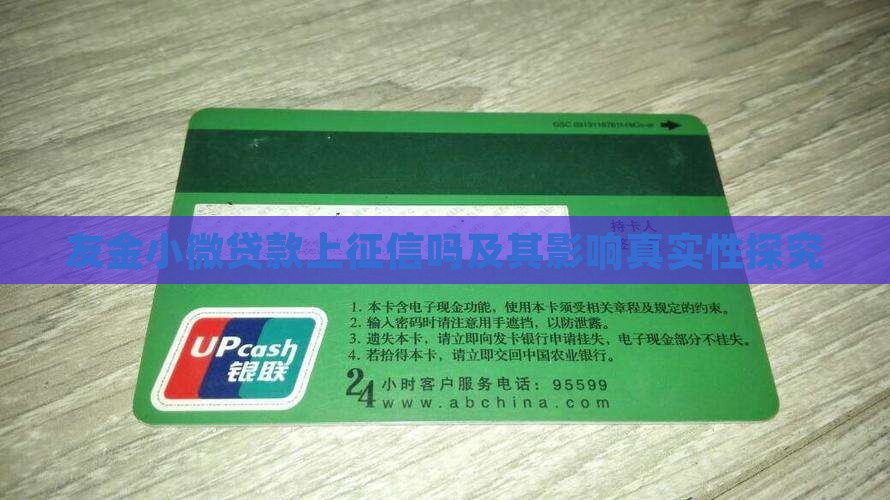 持卡人
友金小微贷款上征信吗及其影响真实性探究
1. 本卡含电子现金功能，使用本卡须受相关章程及规定的约束。
2. 输入密码时请注意用手遮挡，以防泄露。
3. 遗失本卡，请立即向发卡银行申请挂失，电子现金部分不挂失。
4. 若拾得本卡，请立即交回中国农业银行。
UPcash
银联
24小时客户服务电话：95599
www.abchina.com